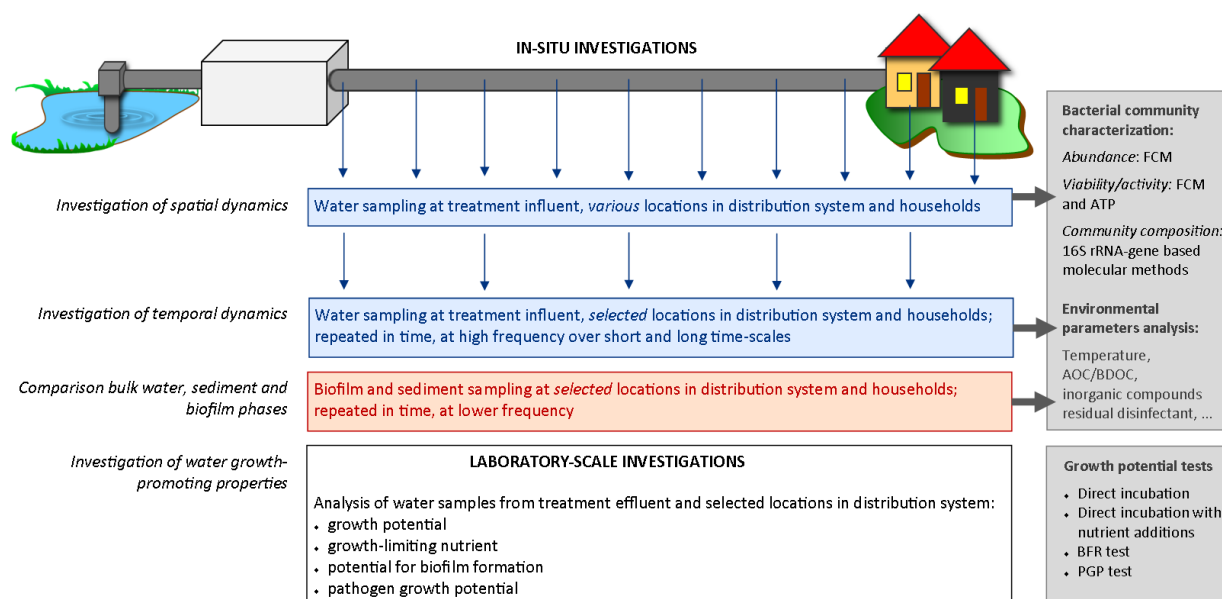 IN-SITU INVESTIGATIONS
Investigation of spatial dynamics
Water sampling at treatment influent, various locations in distribution system and households
Bacterial community
characterization:
Abundance: FCM
Viability/activity: FCM
and ATP
Community composition:
16S rRNA-gene based
molecular methods
Investigation of temporal dynamics
Water sampling at treatment influent, selected locations in distribution system and households;
repeated in time, at high frequency over short and long time-scales
Environmental
parameters analysis:
Temperature,
AOC/BDOC,
inorganic compounds
residual disinfectant, ...
Comparison bulk water, sediment and
biofilm phases
Biofilm and sediment sampling at selected locations in distribution system and households;
repeated in time, at lower frequency
Investigation of water growth-
promoting properties
LABORATORY-SCALE INVESTIGATIONS
Analysis of water samples from treatment effluent and selected locations in distribution system:
⬩ growth potential
⬩ growth-limiting nutrient
⬩ potential for biofilm formation
⬩ pathogen growth potential
Growth potential tests
⬩ Direct incubation
⬩ Direct incubation with
nutrient additions
⬩ BFR test
⬩ PGP test